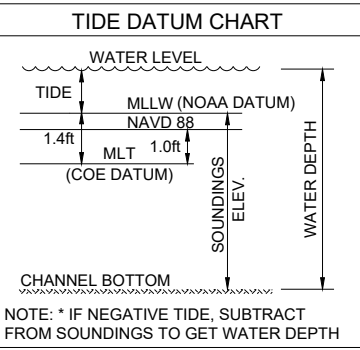 TIDE DATUM CHART
WATER LEVEL
TIDE
MLLW (NOAA DATUM)
NAVD 88
1.4ft
1.0ft
MLT
(COE DATUM)
SOUNDINGS
ELEV.
WATER DEPTH
CHANNEL BOTTOM
NOTE: * IF NEGATIVE TIDE, SUBTRACT
FROM SOUNDINGS TO GET WATER DEPTH